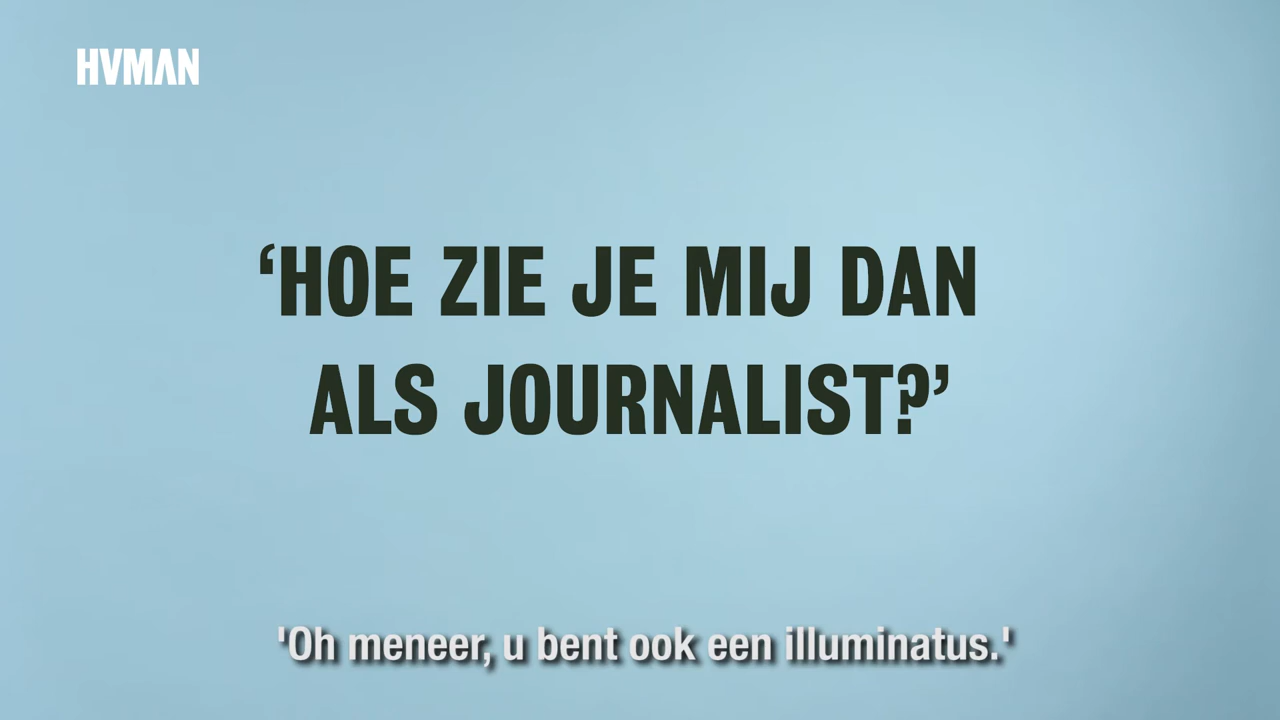 HVMAN
‘HOE ZIE JE MIJ DAN
ALS JOURNALIST?’
'Oh meneer, u bent ook een illuminatus.'